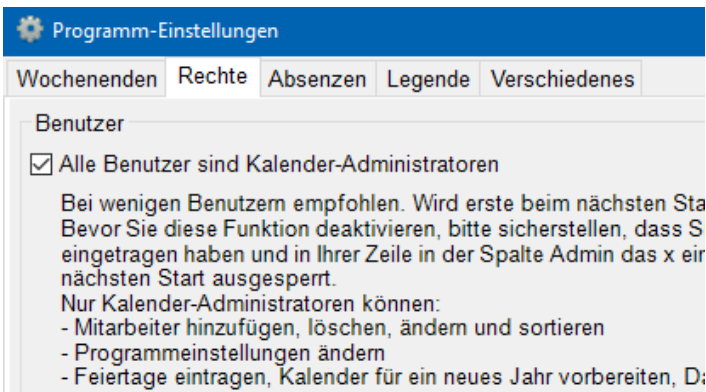 Programm-Einstellungen
Wochenenden Rechte Absenzen Legende Verschiedenes
Benutzer
Alle Benutzer sind Kalender-Administratoren
Bei wenigen Benutzern empfohlen. Wird erste beim nächsten Sta
Bevor Sie diese Funktion deaktivieren, bitte sicherstellen, dass S
eingetragen haben und in Ihrer Zeile in der Spalte Admin das x ein
nächsten Start ausgesperrt.
Nur Kalender-Administratoren können:
- Mitarbeiter hinzufügen, löschen, ändern und sortieren
- Programmeinstellungen ändern
- Feiertage eintragen, Kalender für ein neues Jahr vorbereiten, Da